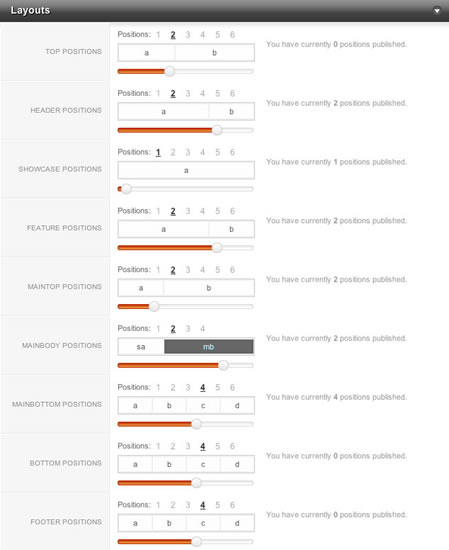 Layouts
TOP POSITIONS
Positions: 1 2 3 4 5 6
a b
You have currently 0 positions published.
HEADER POSITIONS
Positions: 1 2 3 4 5 6
a b
You have currently 2 positions published.
SHOWCASE POSITIONS
Positions: 1 2 3 4 5 6
a
You have currently 1 positions published.
FEATURE POSITIONS
Positions: 1 2 3 4 5 6
a b
You have currently 2 positions published.
MAINTOP POSITIONS
Positions: 1 2 3 4 5 6
a b
You have currently 2 positions published.
MAINBODY POSITIONS
Positions: 1 2 3 4
sa mb
You have currently 2 positions published.
MAINBOTTOM POSITIONS
Positions: 1 2 3 4 5 6
a b c d
You have currently 4 positions published.
BOTTOM POSITIONS
Positions: 1 2 3 4 5 6
a b c d
You have currently 0 positions published.
FOOTER POSITIONS
Positions: 1 2 3 4 5 6
a b c d
You have currently 0 positions published.